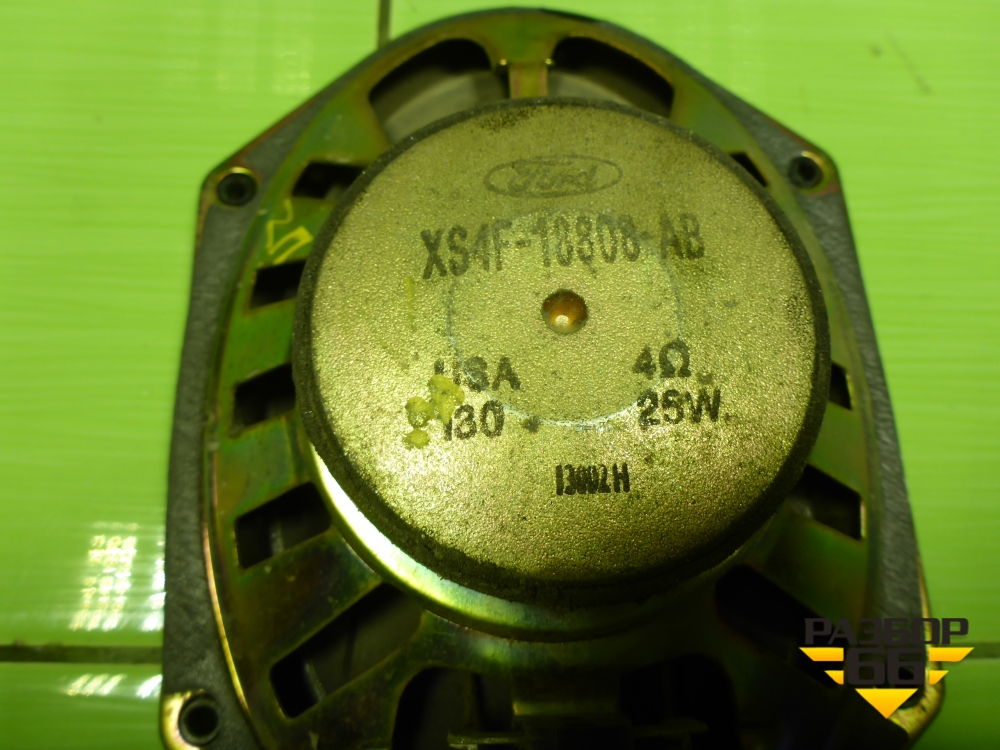 Ford
XS4F-18808-AB
USA 4Ω
130 25W.
13002H
РАЗБОР
66